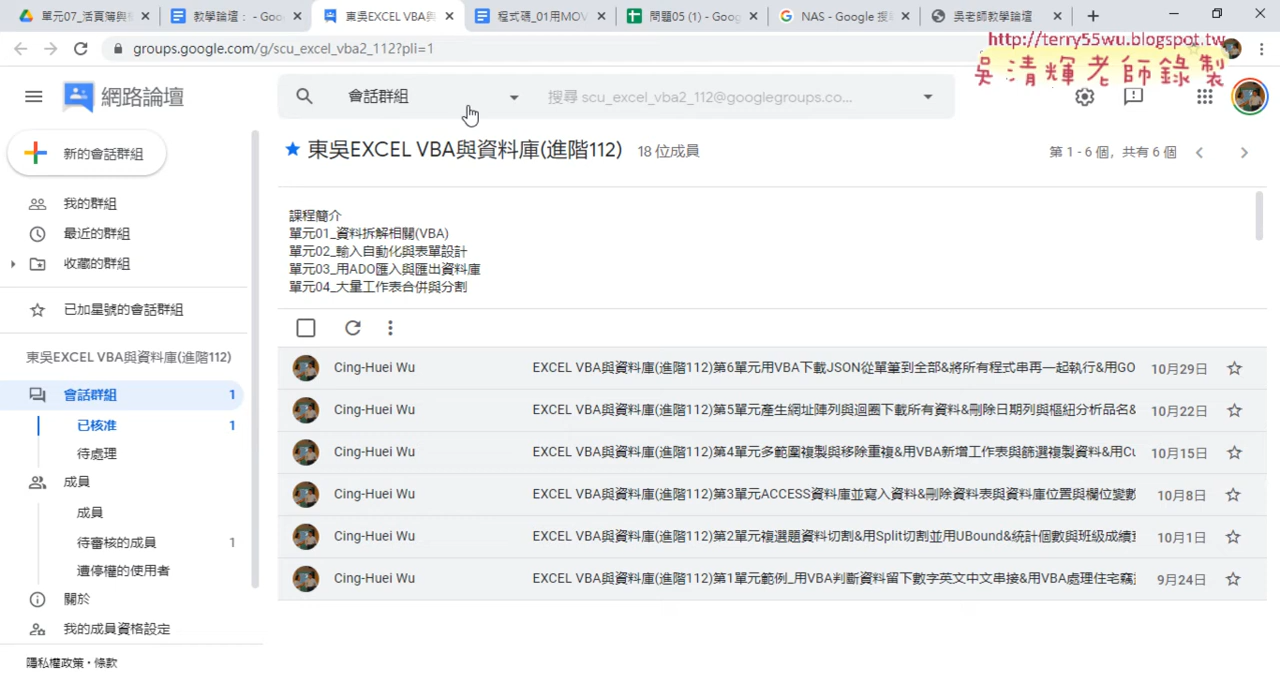 單元07_活頁簿與
教學論壇： - Goo
東吳EXCEL VBA與
程式碼_01用MOV
問題05 (1) - Goog
NAS - Google 搜
吳老師教學論壇
groups.google.com/g/scu_excel_vba2_112?pli=1
http://terry55wu.blogspot.tw
吳清輝老師錄製
網路論壇
會話群組
搜尋 scu_excel_vba2_112@googlegroups.co...
新的會話群組
東吳EXCEL VBA與資料庫(進階112)
18 位成員
第 1 - 6 個，共有 6 個
我的群組
最近的群組
收藏的群組
已加星號的會話群組
東吳EXCEL VBA與資料庫(進階112)
會話群組 1
已核准 1
待處理
成員
成員
待審核的成員 1
遭停權的使用者
關於
我的成員資格設定
隱私權政策 • 條款
課程簡介
單元01_資料拆解相關(VBA)
單元02_輸入自動化與表單設計
單元03_用ADO匯入與匯出資料庫
單元04_大量工作表合併與分割
Cing-Huei Wu EXCEL VBA與資料庫(進階112)第6單元用VBA下載JSON從單筆到全部&將所有程式串再一起執行&用GO 10月29日
Cing-Huei Wu EXCEL VBA與資料庫(進階112)第5單元產生網址陣列與迴圈下載所有資料&刪除日期列與樞紐分析品名& 10月22日
Cing-Huei Wu EXCEL VBA與資料庫(進階112)第4單元多範圍複製與移除重複&用VBA新增工作表與篩選複製資料&用Cu 10月15日
Cing-Huei Wu EXCEL VBA與資料庫(進階112)第3單元ACCESS資料庫並寫入資料&刪除資料表與資料庫位置與欄位變數 10月8日
Cing-Huei Wu EXCEL VBA與資料庫(進階112)第2單元複選題資料切割&用Split切割並用UBound&統計個數與班級成績 10月1日
Cing-Huei Wu EXCEL VBA與資料庫(進階112)第1單元範例_用VBA判斷資料留下數字英文中文串接&用VBA處理住宅竊 9月24日